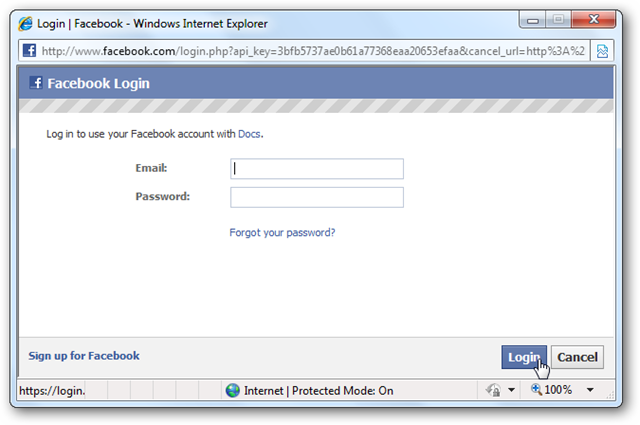 Login | Facebook - Windows Internet Explorer
http://www.facebook.com/login.php?api_key=3bfb5737ae0b61a77368eaa20653efaa&cancel_url=http%3A%2
Facebook Login
Log in to use your Facebook account with Docs.
Email:
Password:
Forgot your password?
Sign up for Facebook
Login
Cancel
https://login.
Internet | Protected Mode: On
100%